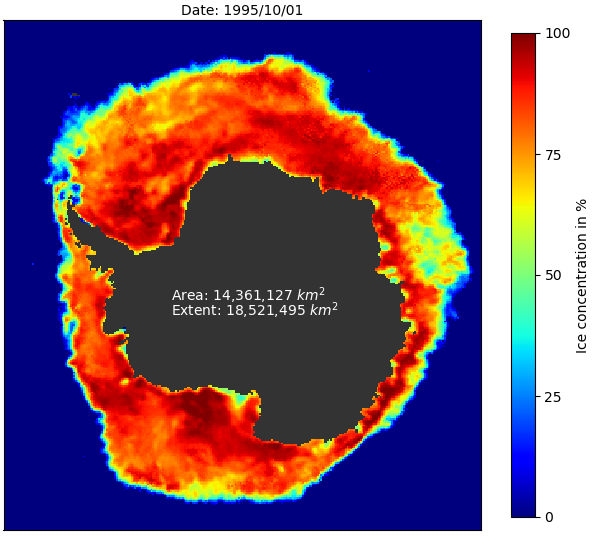 Date: 1995/10/01
Area: 14,361,127 km²
Extent: 18,521,495 km²
100
75
50
25
0
Ice concentration in %